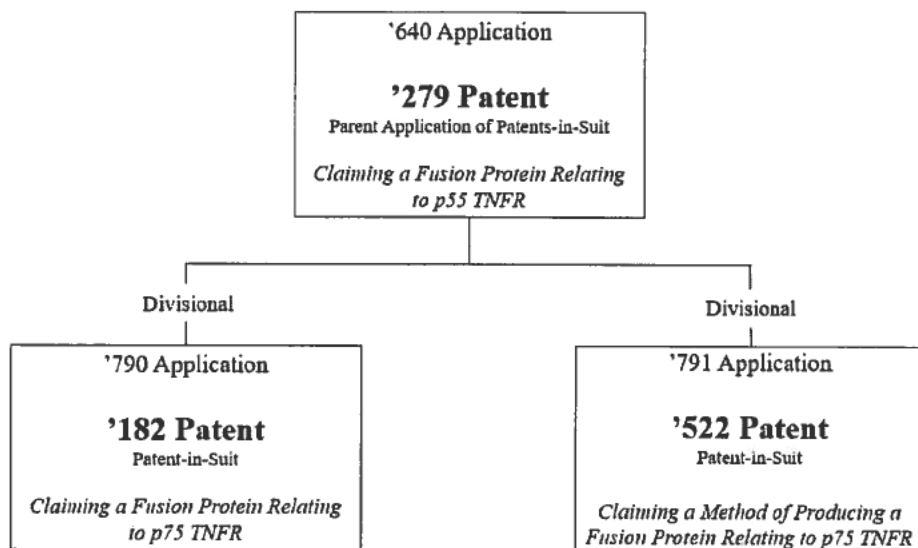 '640 Application
'279 Patent
Parent Application of Patents-in-Suit
Claiming a Fusion Protein Relating
to p55 TNFR
Divisional
Divisional
'790 Application
'182 Patent
Patent-in-Suit
Claiming a Fusion Protein Relating
to p75 TNFR
'791 Application
'522 Patent
Patent-in-Suit
Claiming a Method of Producing a
Fusion Protein Relating to p75 TNFR